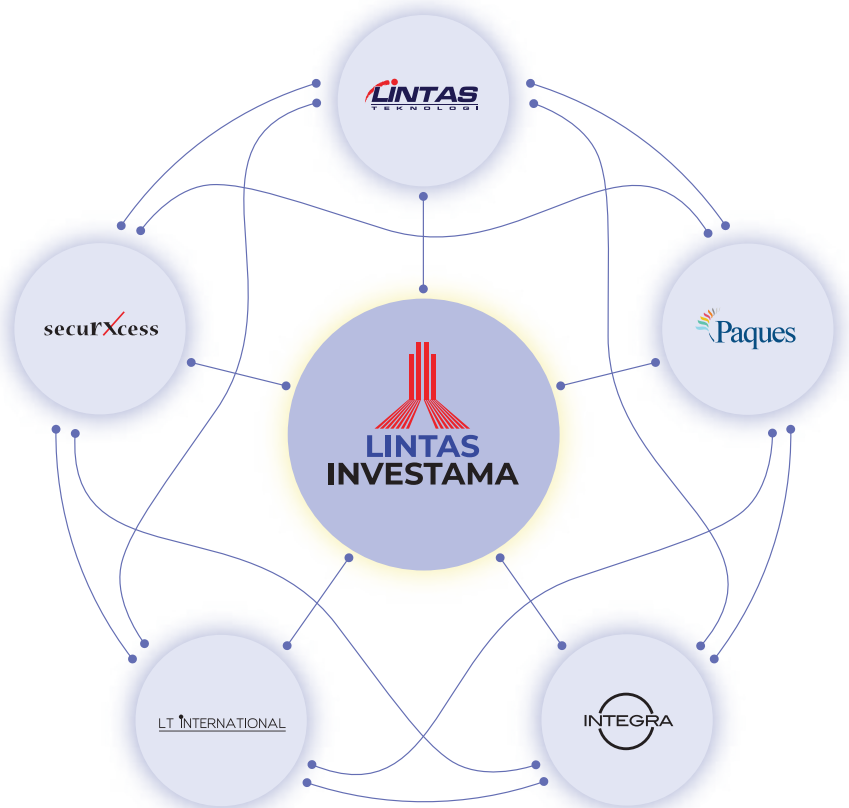 LINTAS
TEKNOLOGI
securxcess
Paques
LINTAS
INVESTAMA
LT INTERNATIONAL
INTEGRA